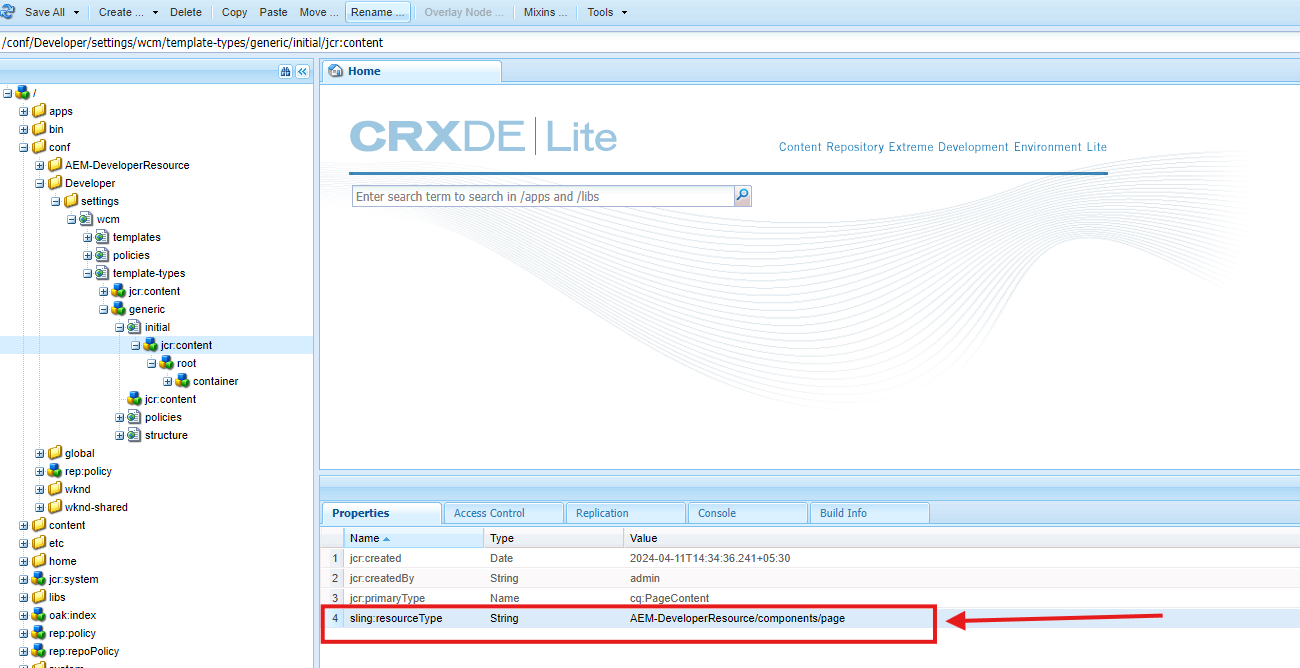 Save All Create ... Delete Copy Paste Move ... Rename ... Overlay Node ... Mixins ... Tools
/conf/Developer/settings/wcm/template-types/generic/initial/jcr:content
Home
/
apps
bin
conf
AEM-DeveloperResource
Developer
settings
wcm
templates
policies
template-types
jcr:content
generic
initial
jcr:content
root
container
jcr:content
policies
structure
global
rep:policy
wknd
wknd-shared
content
etc
home
jcr:system
libs
oak:index
rep:policy
rep:repoPolicy
system
CRXDE Lite
Content Repository Extreme Development Environment Lite
Enter search term to search in /apps and /libs
Properties Access Control Replication Console Build Info
Name Type Value
1 jcr:created Date 2024-04-11T14:34:36.241+05:30
2 jcr:createdBy String admin
3 jcr:primaryType Name cq:PageContent
4 sling:resourceType String AEM-DeveloperResource/components/page